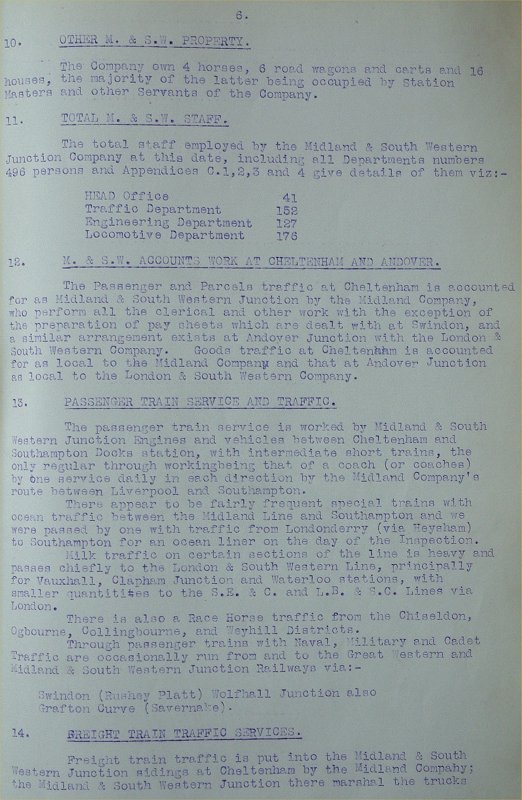 6.
10. OTHER M. & S.W. PROPERTY.
The Company own 4 horses, 6 road wagons and carts and 16
houses, the majority of the latter being occupied by Station
Masters and other Servants of the Company.
11. TOTAL M. & S.W. STAFF.
The total staff employed by the Midland & South Western
Junction Company at this date, including all Departments numbers
496 persons and Appendices C.1,2,3 and 4 give details of them viz:-
HEAD Office 41
Traffic Department 152
Engineering Department 127
Locomotive Department 176
12. M. & S.W. ACCOUNTS WORK AT CHELTENHAM AND ANDOVER.
The Passenger and Parcels traffic at Cheltenham is accounted
for as Midland & South Western Junction by the Midland Company,
who perform all the clerical and other work with the exception of
the preparation of pay sheets which are dealt with at Swindon, and
a similar arrangement exists at Andover Junction with the London &
South Western Company. Goods traffic at Cheltenham is accounted
for as local to the Midland Company and that at Andover Junction
as local to the London & South Western Company.
13. PASSENGER TRAIN SERVICE AND TRAFFIC.
The passenger train service is worked by Midland & South
Western Junction Engines and vehicles between Cheltenham and
Southampton Docks station, with intermediate short trains, the
only regular through workingbeing that of a coach (or coaches)
by one service daily in each direction by the Midland Company's
route between Liverpool and Southampton.
There appear to be fairly frequent special trains with
ocean traffic between the Midland Line and Southampton and we
were passed by one with traffic from Londonderry (via Heysham)
to Southampton for an ocean liner on the day of the Inspection.
Milk traffic on certain sections of the line is heavy and
passes chiefly to the London & South Western Line, principally
for Vauxhall, Clapham Junction and Waterloo stations, with
smaller quantitites to the S.E. & C. and L.B. & S.C. Lines via
London.
There is also a Race Horse traffic from the Chiseldon,
Ogbourne, Collingbourne, and Weyhill Districts.
Through passenger trains with Naval, Military and Cadet
Traffic are occasionally run from and to the Great Western and
Midland & South Western Junction Railways via:-
Swindon (Rushey Platt) Wolfhall Junction also
Grafton Curve (Savernake).
14. FREIGHT TRAIN TRAFFIC SERVICES.
Freight train traffic is put into the Midland & South
Western Junction sidings at Cheltenham by the Midland Company;
the Midland & South Western Junction there marshal the trucks